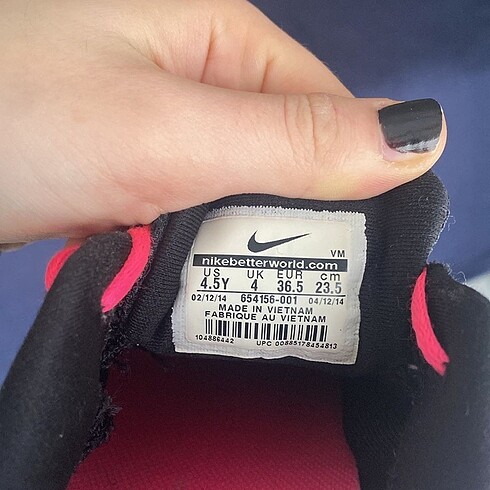 VM
nikebetterworld.com
US UK EUR cm
4.5Y 4 36.5 23.5
02/12/14 654156-001 04/12/14
MADE IN VIETNAM
FABRIQUE AU VIETNAM
104886442 UPC 00885178454813